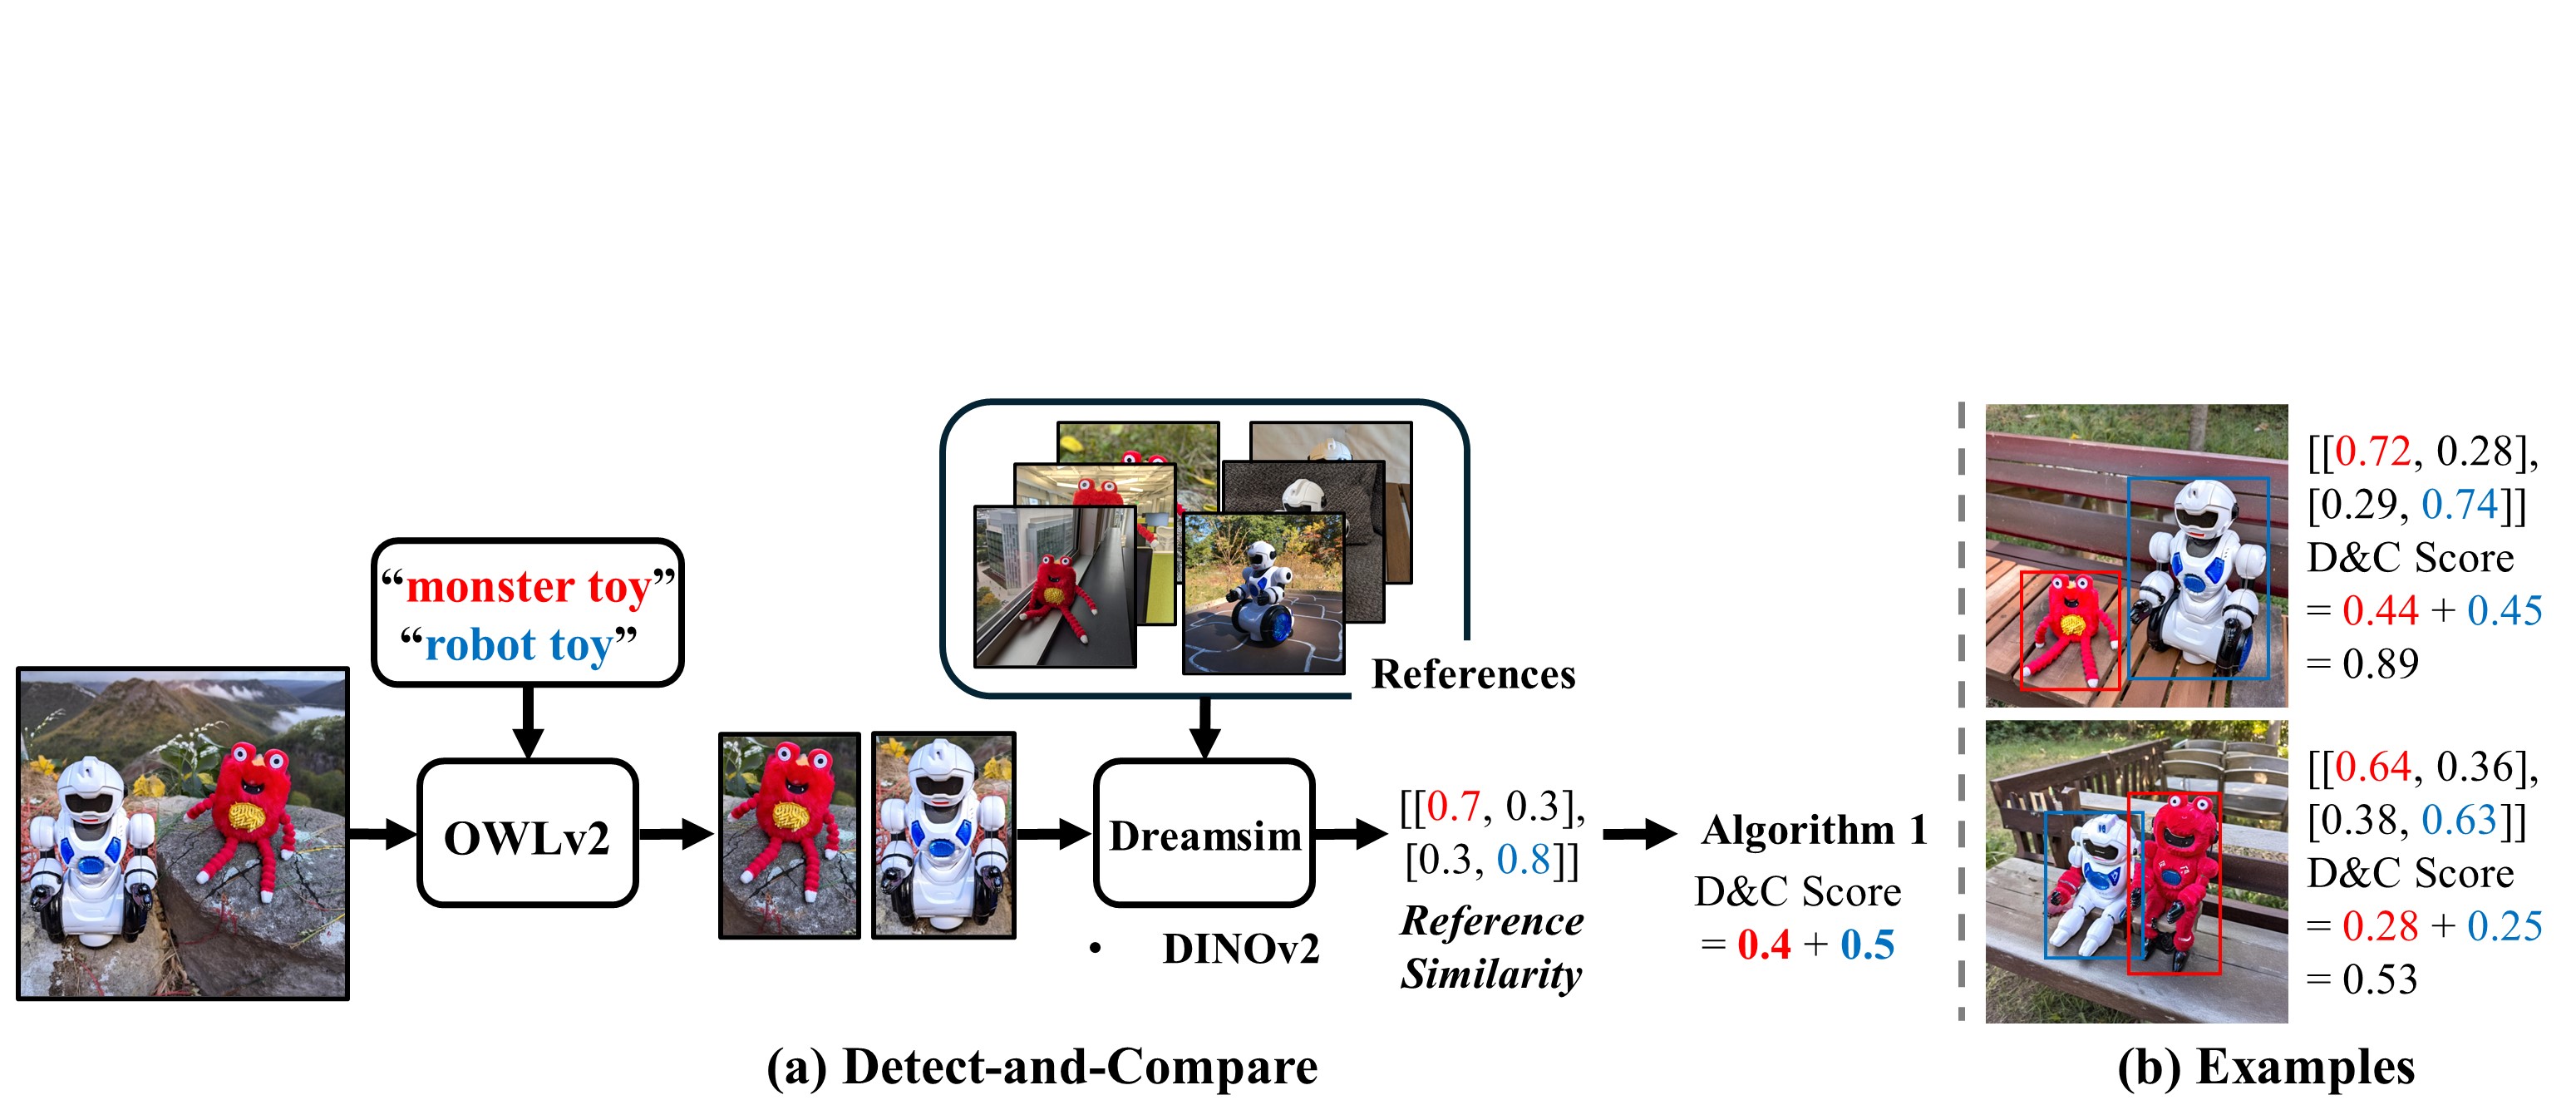 “monster toy”
“robot toy”
OWLv2
References
Dreamsim
• DINOv2
[[0.7, 0.3],
[0.3, 0.8]]
Reference
Similarity
Algorithm 1
D&C Score
= 0.4 + 0.5
(a) Detect-and-Compare
[[0.72, 0.28],
[0.29, 0.74]]
D&C Score
= 0.44 + 0.45
= 0.89
[[0.64, 0.36],
[0.38, 0.63]]
D&C Score
= 0.28 + 0.25
= 0.53
(b) Examples